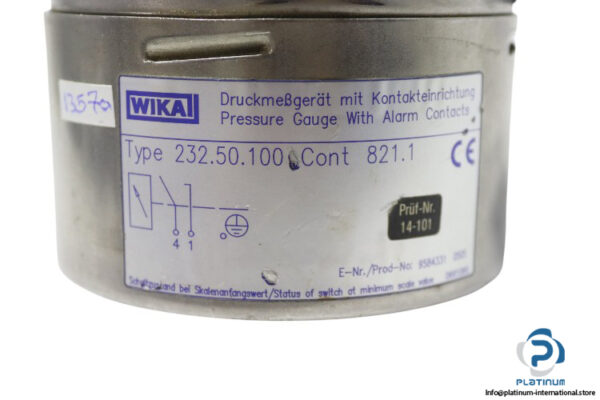 13570
WIKA
Druckmeßgerät mit Kontakteinrichtung
Pressure Gauge With Alarm Contacts
Type 232.50.100 Cont 821.1
CE
4 1
Prüf-Nr.
14-101
E-Nr./Prod-No: 8584331 0505
Schaltzustand bei Skalenanfangswert/Status of switch at minimum scale value
PLATINUM
Info@platinum-international.store